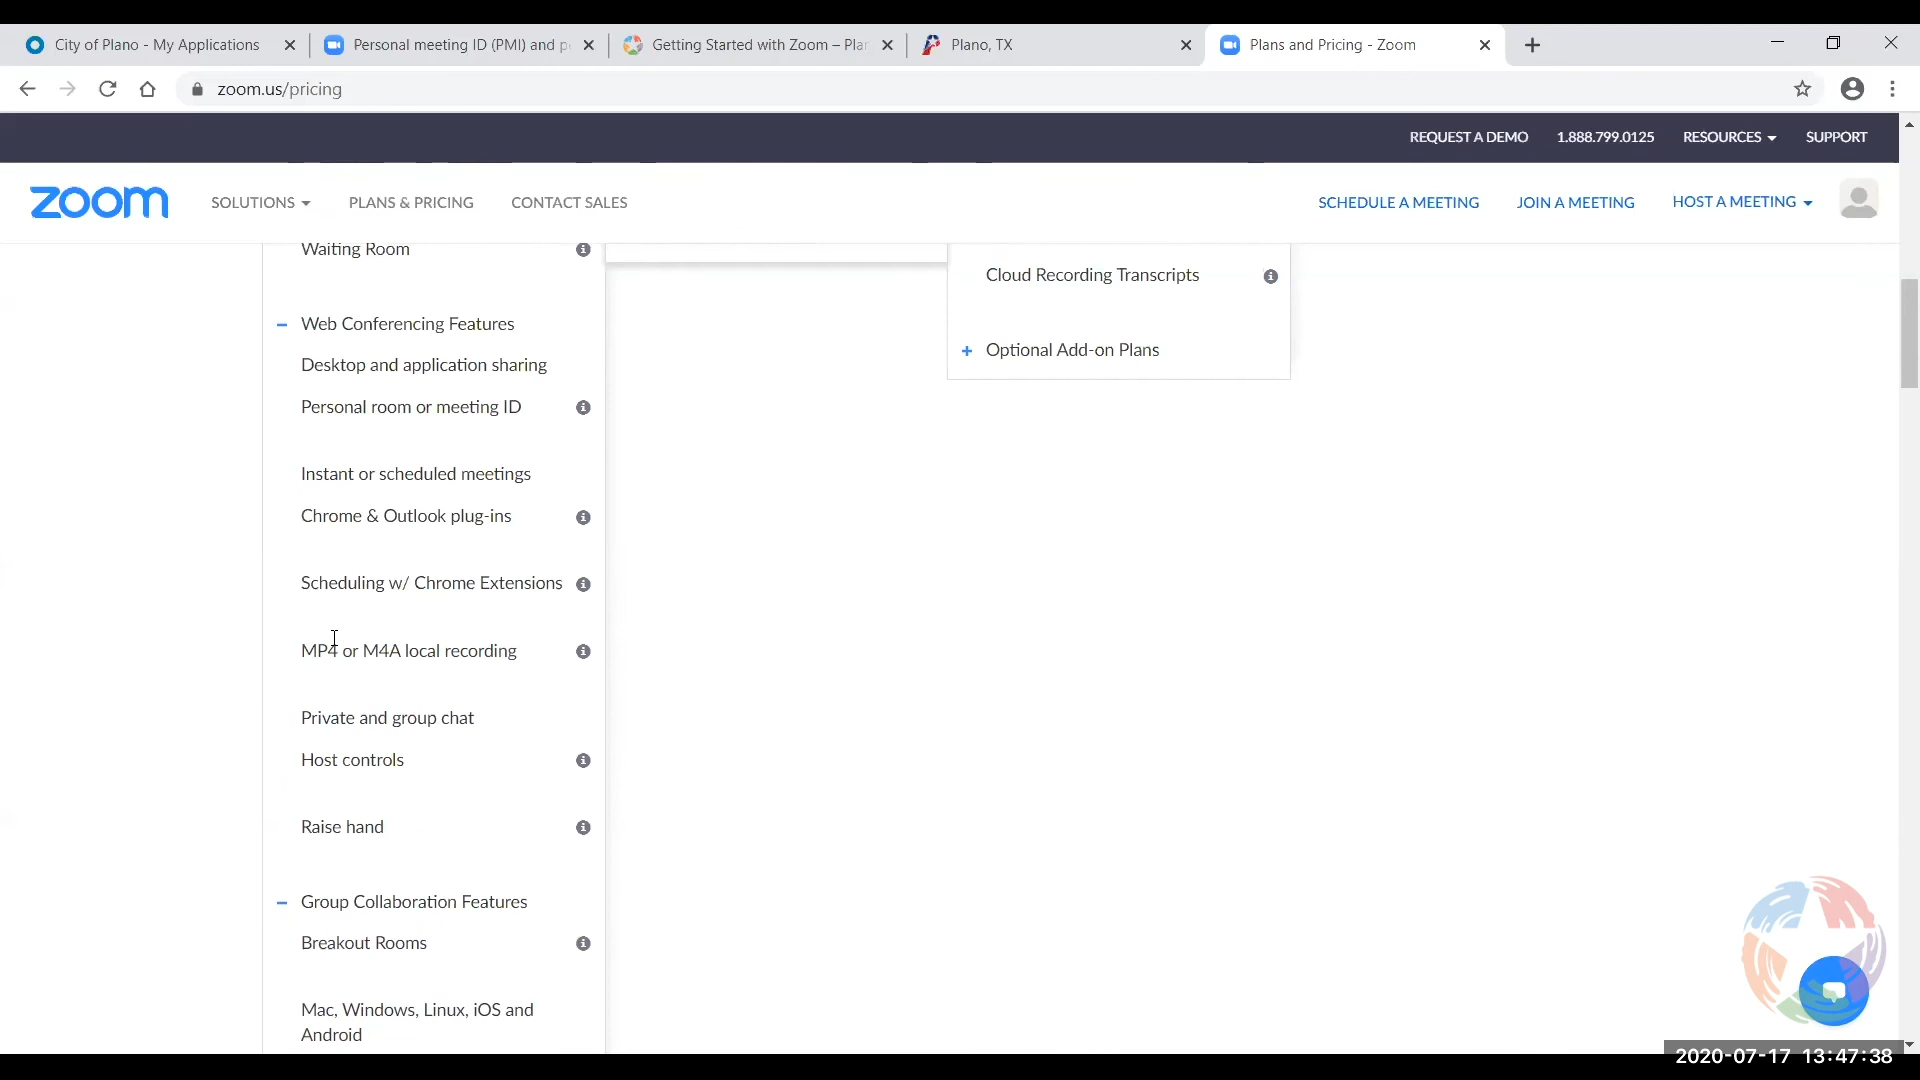 City of Plano - My Applications
Personal meeting ID (PMI) and p
Getting Started with Zoom – Pla
Plano, TX
Plans and Pricing - Zoom
zoom.us/pricing
REQUEST A DEMO
1.888.799.0125
RESOURCES
SUPPORT
zoom
SOLUTIONS
PLANS & PRICING
CONTACT SALES
SCHEDULE A MEETING
JOIN A MEETING
HOST A MEETING
Waiting Room
Web Conferencing Features
Desktop and application sharing
Personal room or meeting ID
Instant or scheduled meetings
Chrome & Outlook plug-ins
Scheduling w/ Chrome Extensions
MP4 or M4A local recording
Private and group chat
Host controls
Raise hand
Group Collaboration Features
Breakout Rooms
Mac, Windows, Linux, iOS and
Android
Cloud Recording Transcripts
Optional Add-on Plans
2020-07-17 13:47:38